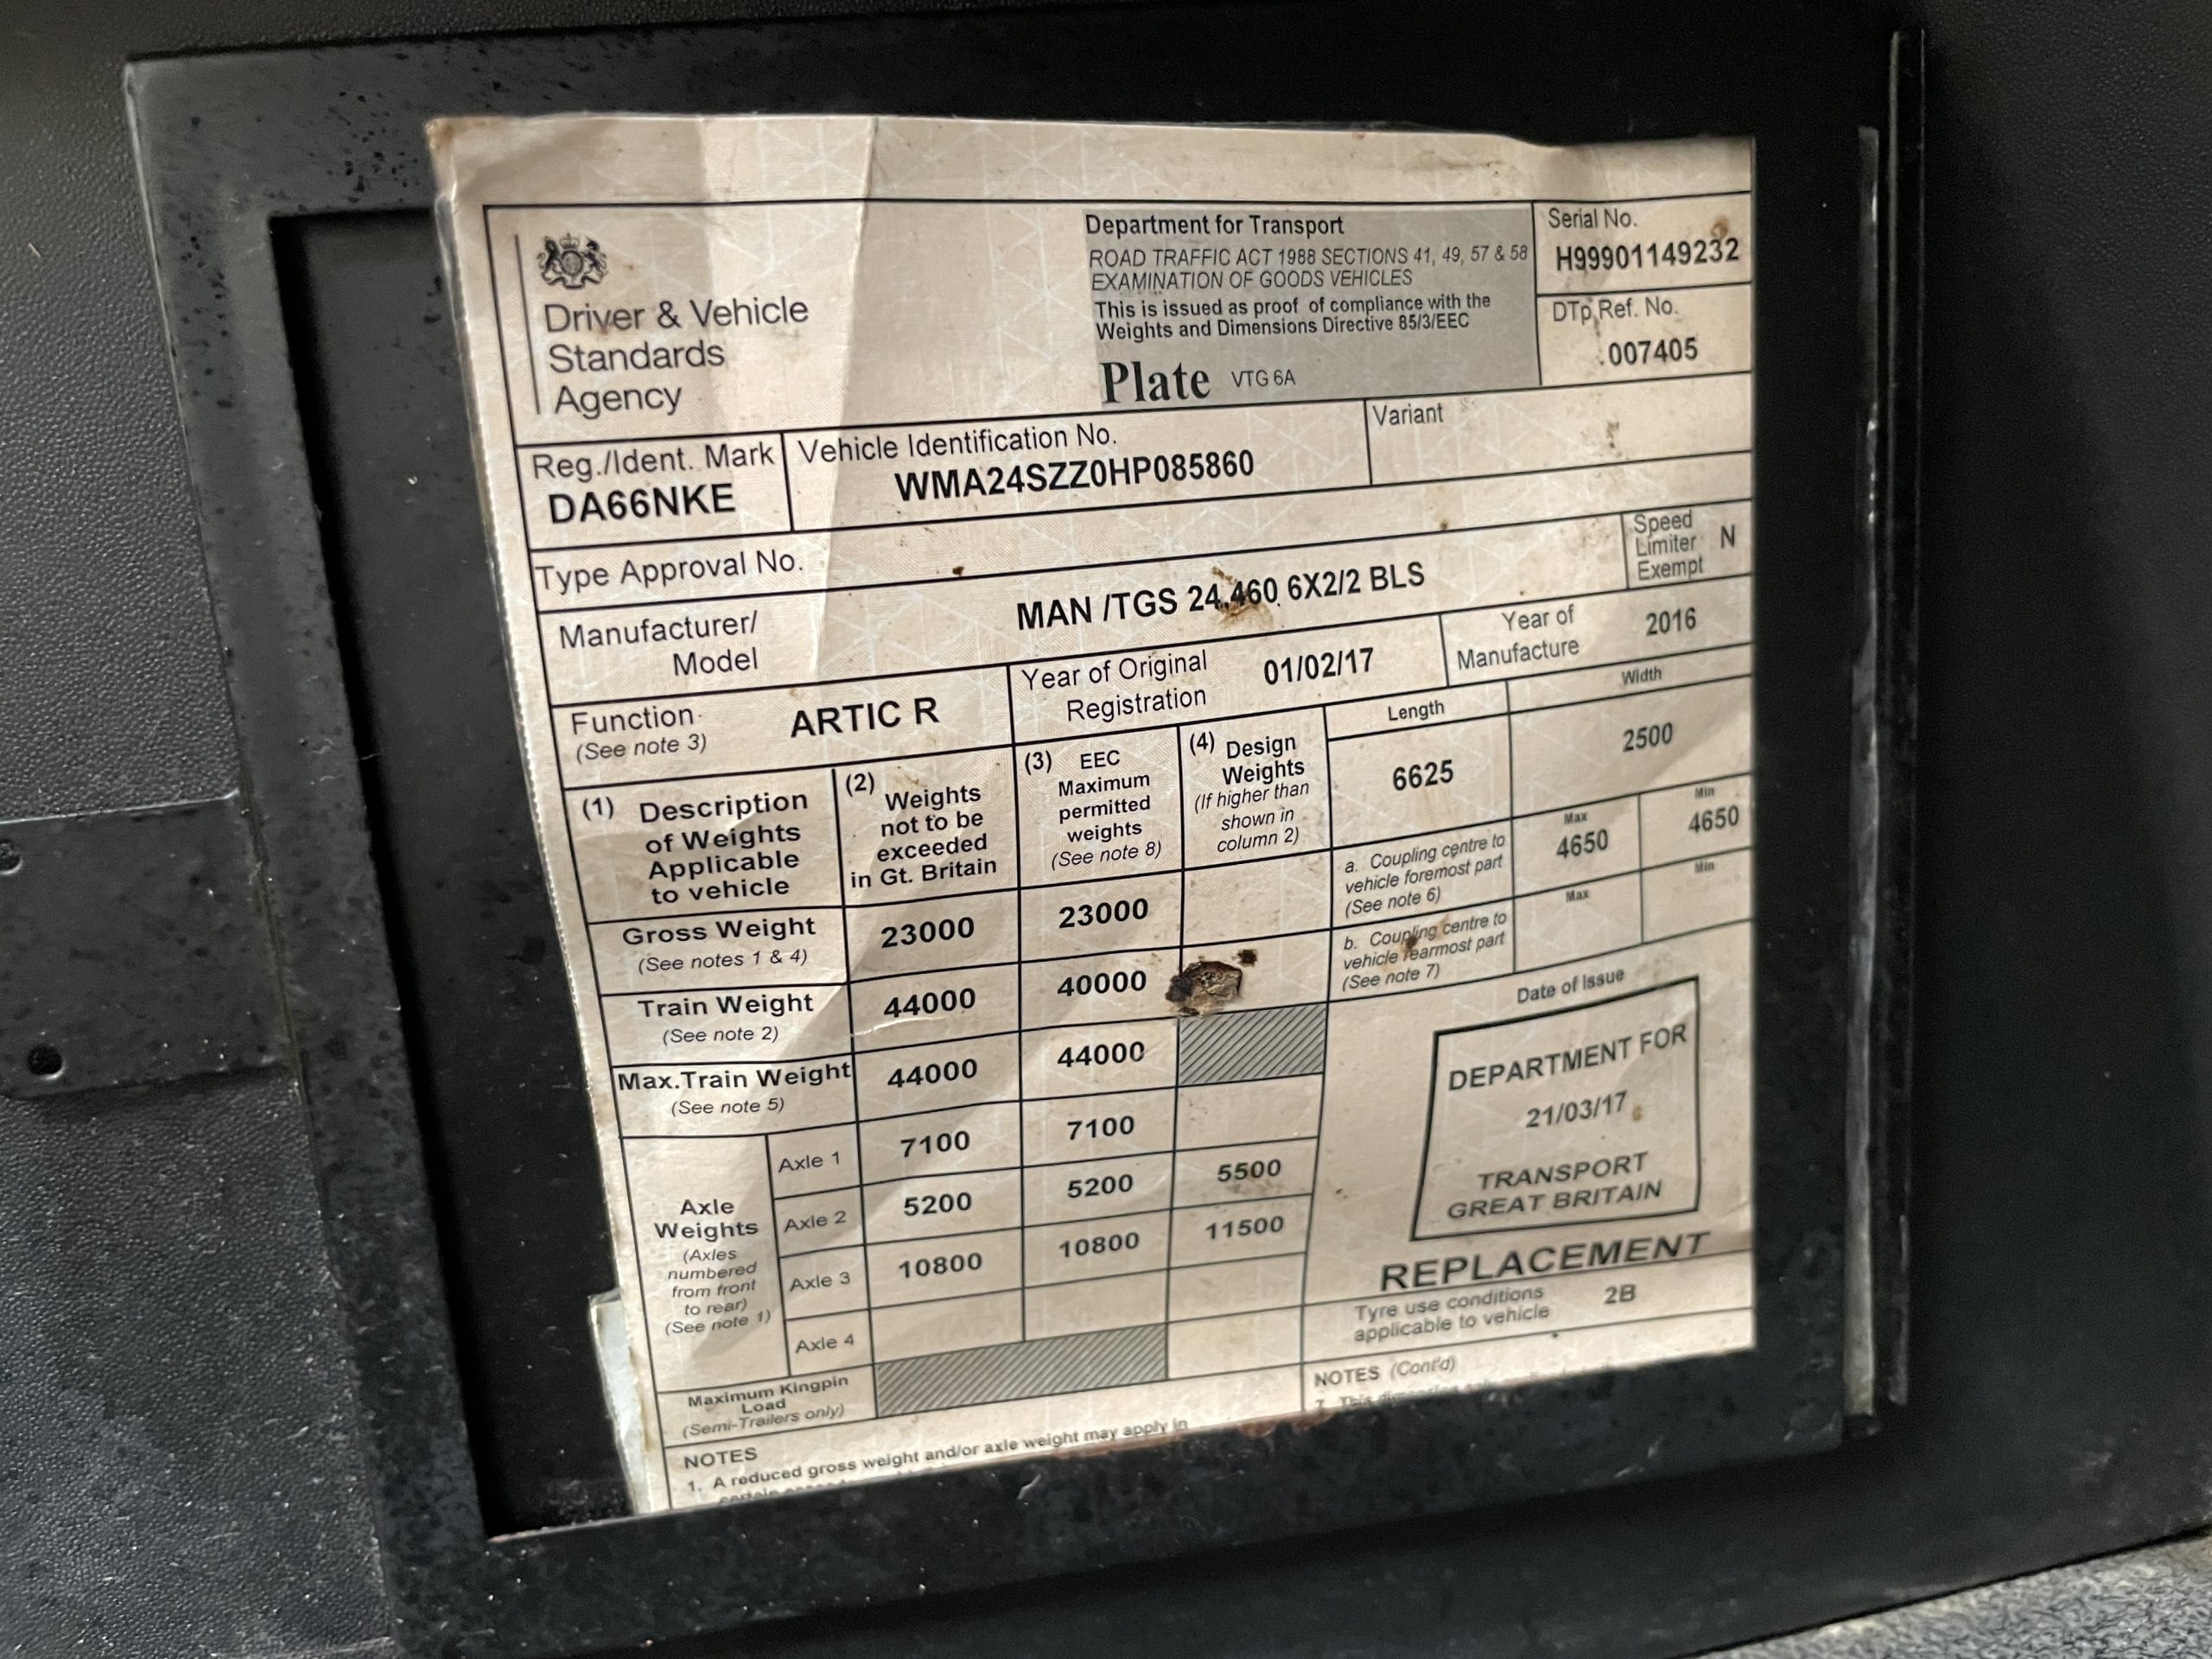 Driver & Vehicle
Standards
Agency
Department for Transport
ROAD TRAFFIC ACT 1988 SECTIONS 41, 49, 57 & 58
EXAMINATION OF GOODS VEHICLES
This is issued as proof of compliance with the
Weights and Dimensions Directive 85/3/EEC
Plate VTG 6A
Serial No.
H99901149232
DTp Ref. No.
007405
Reg./Ident. Mark
DA66NKE
Vehicle Identification No.
WMA24SZZ0HP085860
Variant
Type Approval No.
Speed
Limiter
Exempt
N
Manufacturer/
Model
MAN /TGS 24.460 6X2/2 BLS
Function
(See note 3)
ARTIC R
Year of Original
Registration
01/02/17
Year of
Manufacture
2016
(1) Description
of Weights
Applicable
to vehicle
(2) Weights
not to be
exceeded
in Gt. Britain
(3) EEC
Maximum
permitted
weights
(See note 8)
(4) Design
Weights
(If higher than
shown in
column 2)
Length
6625
Width
2500
a. Coupling centre to
vehicle foremost part
(See note 6)
Max
4650
Min
4650
b. Coupling centre to
vehicle rearmost part
(See note 7)
Max
Min
Gross Weight
(See notes 1 & 4)
23000 23000
Train Weight
(See note 2)
44000 40000
Max.Train Weight
(See note 5)
44000 44000
Axle
Weights
(Axles
numbered
from front
to rear)
(See note 1)
Axle 1 7100 7100
Axle 2 5200 5200 5500
Axle 3 10800 10800 11500
Axle 4
Maximum Kingpin
Load
(Semi-Trailers only)
Date of Issue
DEPARTMENT FOR
21/03/17
TRANSPORT
GREAT BRITAIN
REPLACEMENT
Tyre use conditions
applicable to vehicle
2B
NOTES
1. A reduced gross weight and/or axle weight may apply in
NOTES (Cont'd)
7. This